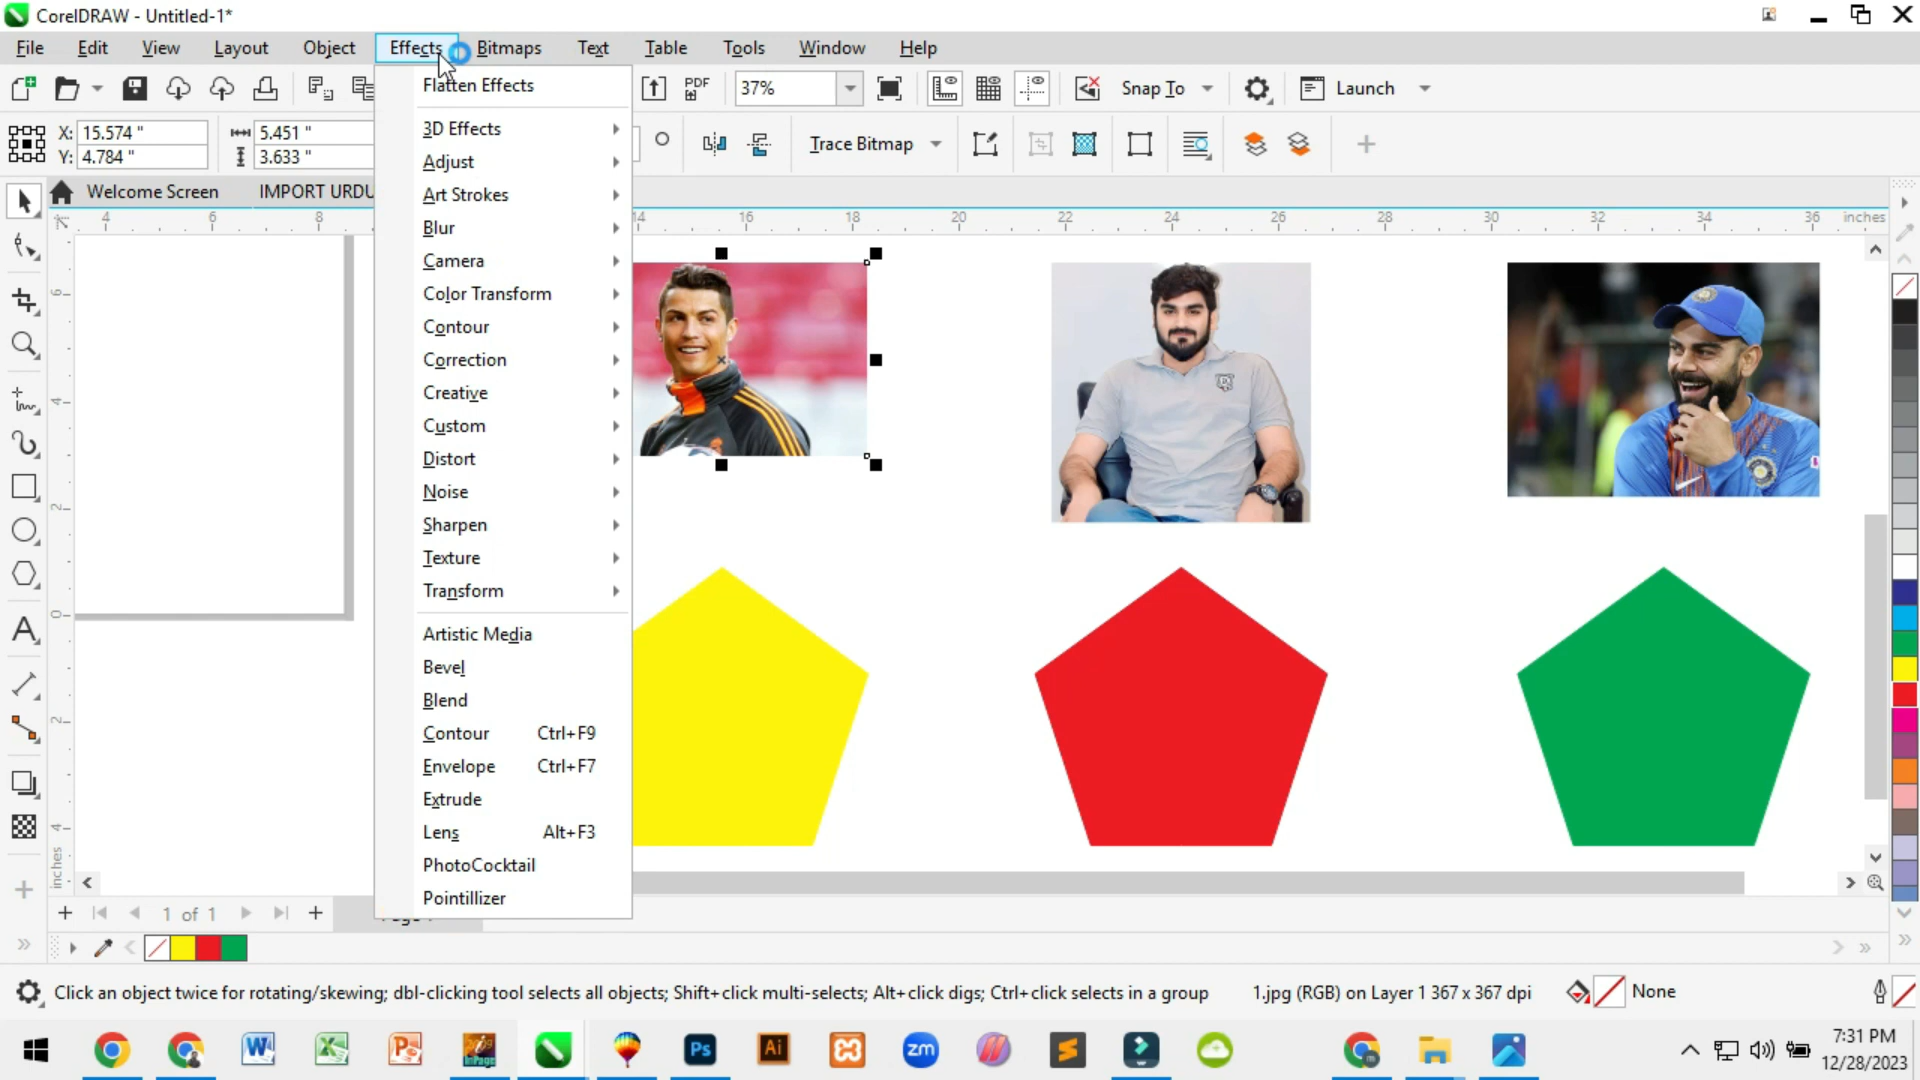 CorelDRAW - Untitled-1*
File Edit View Layout Object Effects Bitmaps Text Table Tools Window Help
PDF 37% Snap To Launch
X: 15.574 " 5.451 "
Y: 4.784 " 3.633 "
Trace Bitmap
Welcome Screen IMPORT URDU
4 6 8 14 16 18 20 22 24 26 28 30 32 34 36 inches
Flatten Effects
3D Effects
Adjust
Art Strokes
Blur
Camera
Color Transform
Contour
Correction
Creative
Custom
Distort
Noise
Sharpen
Texture
Transform
Artistic Media
Bevel
Blend
Contour Ctrl+F9
Envelope Ctrl+F7
Extrude
Lens Alt+F3
PhotoCocktail
Pointillizer
6
4
2
0
2
4
inches
1 of 1
Click an object twice for rotating/skewing; dbl-clicking tool selects all objects; Shift+click multi-selects; Alt+click digs; Ctrl+click selects in a group 1.jpg (RGB) on Layer 1 367 x 367 dpi None
Ps Ai zm
7:31 PM
12/28/2023